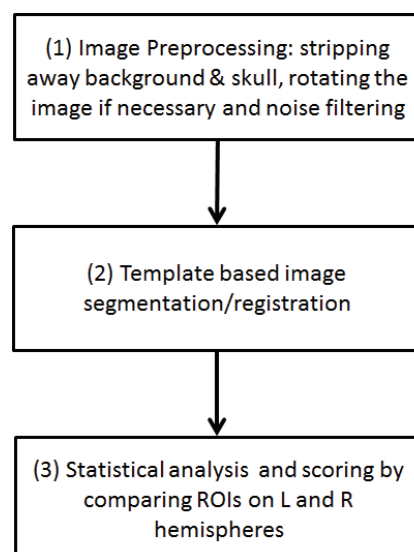 (1) Image Preprocessing: stripping
away background & skull, rotating the
image if necessary and noise filtering
(2) Template based image
segmentation/registration
(3) Statistical analysis  and scoring by
comparing ROIs on L and R
hemispheres